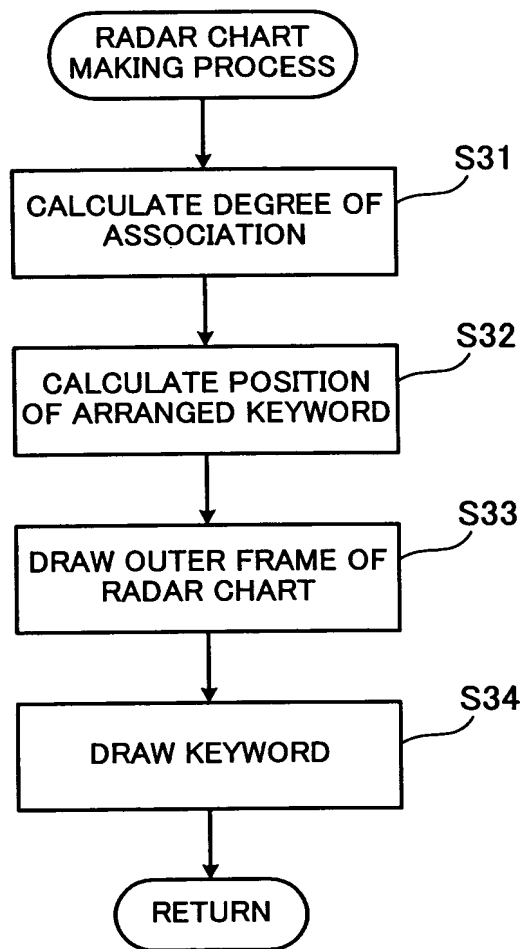 RADAR CHART
MAKING PROCESS
S31
CALCULATE DEGREE OF
ASSOCIATION
S32
CALCULATE POSITION
OF ARRANGED KEYWORD
S33
DRAW OUTER FRAME OF
RADAR CHART
S34
DRAW KEYWORD
RETURN